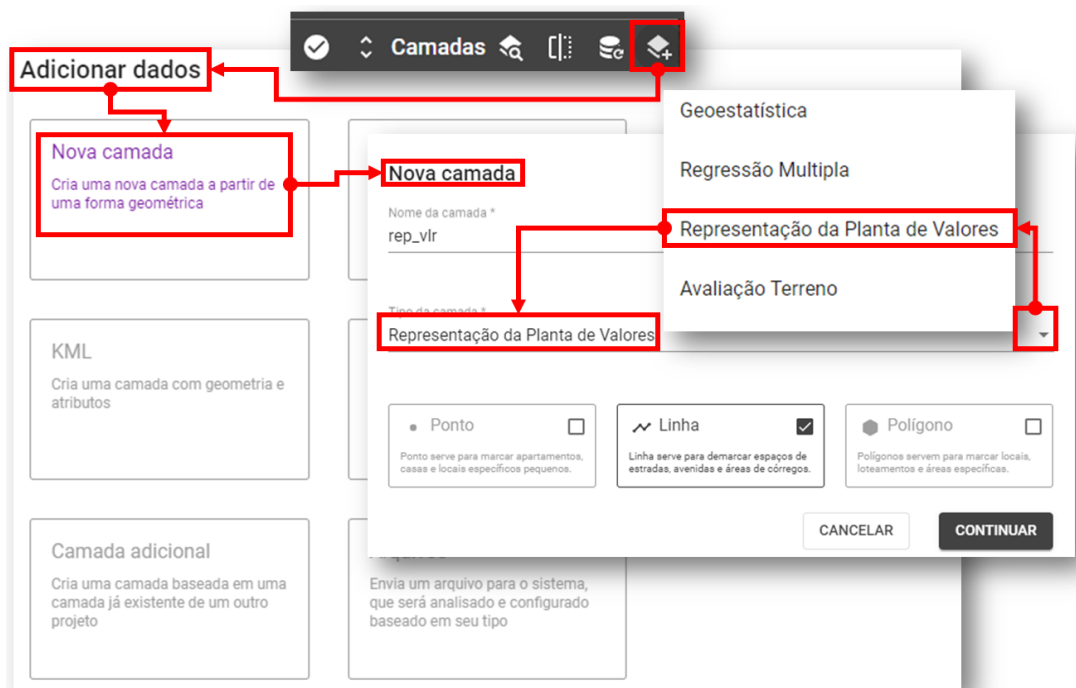 Camadas
Adicionar dados
Nova camada
Cria uma nova camada a partir de
uma forma geométrica
KML
Cria uma camada com geometria e
atributos
Camada adicional
Cria uma camada baseada em uma
camada já existente de um outro
projeto
Envia um arquivo para o sistema,
que será analisado e configurado
baseado em seu tipo
Nova camada
Nome da camada *
rep_vlr
Tipo da camada *
Representação da Planta de Valores
Geoestatística
Regressão Multipla
Representação da Planta de Valores
Avaliação Terreno
Ponto
Ponto serve para marcar apartamentos,
casas e locais específicos pequenos.
Linha
Linha serve para demarcar espaços de
estradas, avenidas e áreas de córregos.
Polígono
Polígonos servem para marcar locais,
loteamentos e áreas específicas.
CANCELAR
CONTINUAR